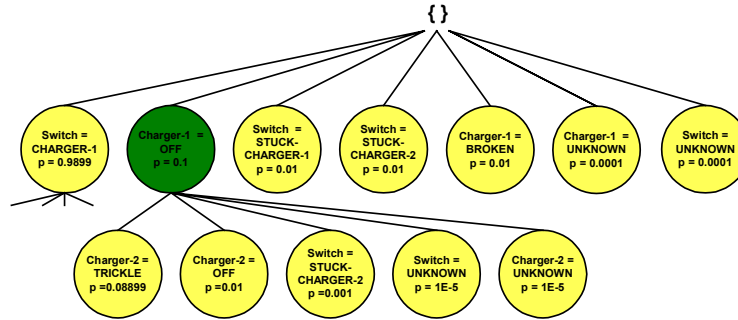 { }
Switch =
CHARGER-1
p = 0.9899
Charger-1 =
OFF
p = 0.1
Switch =
STUCK-
CHARGER-1
p = 0.01
Switch =
STUCK-
CHARGER-2
p = 0.01
Charger-1 =
BROKEN
p = 0.01
Charger-1 =
UNKNOWN
p = 0.0001
Switch =
UNKNOWN
p = 0.0001
Charger-2 =
TRICKLE
p =0.08899
Charger-2 =
OFF
p =0.01
Switch =
STUCK-
CHARGER-2
p =0.001
Switch =
UNKNOWN
p = 1E-5
Charger-2 =
UNKNOWN
p = 1E-5